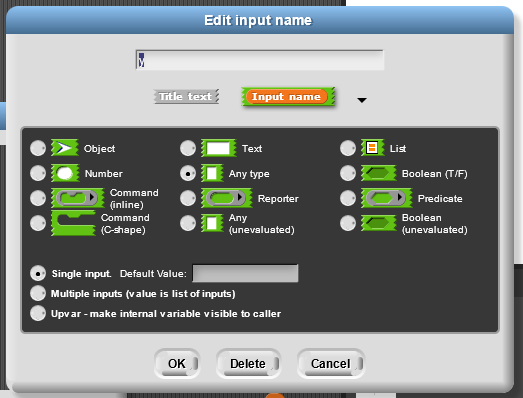 Edit input name
Title text Input name
Object Text List
Number Any type Boolean (T/F)
Command (inline) Reporter Predicate
Command (C-shape) Any (unevaluated) Boolean (unevaluated)
Single input. Default Value:
Multiple inputs (value is list of inputs)
Upvar - make internal variable visible to caller
OK Delete Cancel